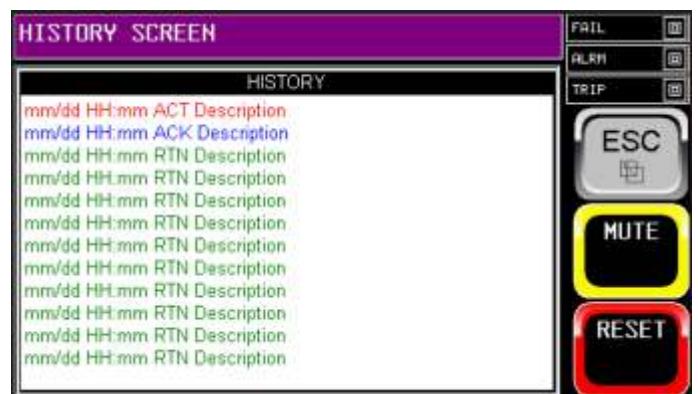 HISTORY SCREEN
HISTORY
mm/dd HH:mm ACT Description
mm/dd HH:mm ACK Description
mm/dd HH:mm RTN Description
mm/dd HH:mm RTN Description
mm/dd HH:mm RTN Description
mm/dd HH:mm RTN Description
mm/dd HH:mm RTN Description
mm/dd HH:mm RTN Description
mm/dd HH:mm RTN Description
mm/dd HH:mm RTN Description
mm/dd HH:mm RTN Description
mm/dd HH:mm RTN Description
FAIL
ALRM
TRIP
ESC
MUTE
RESET